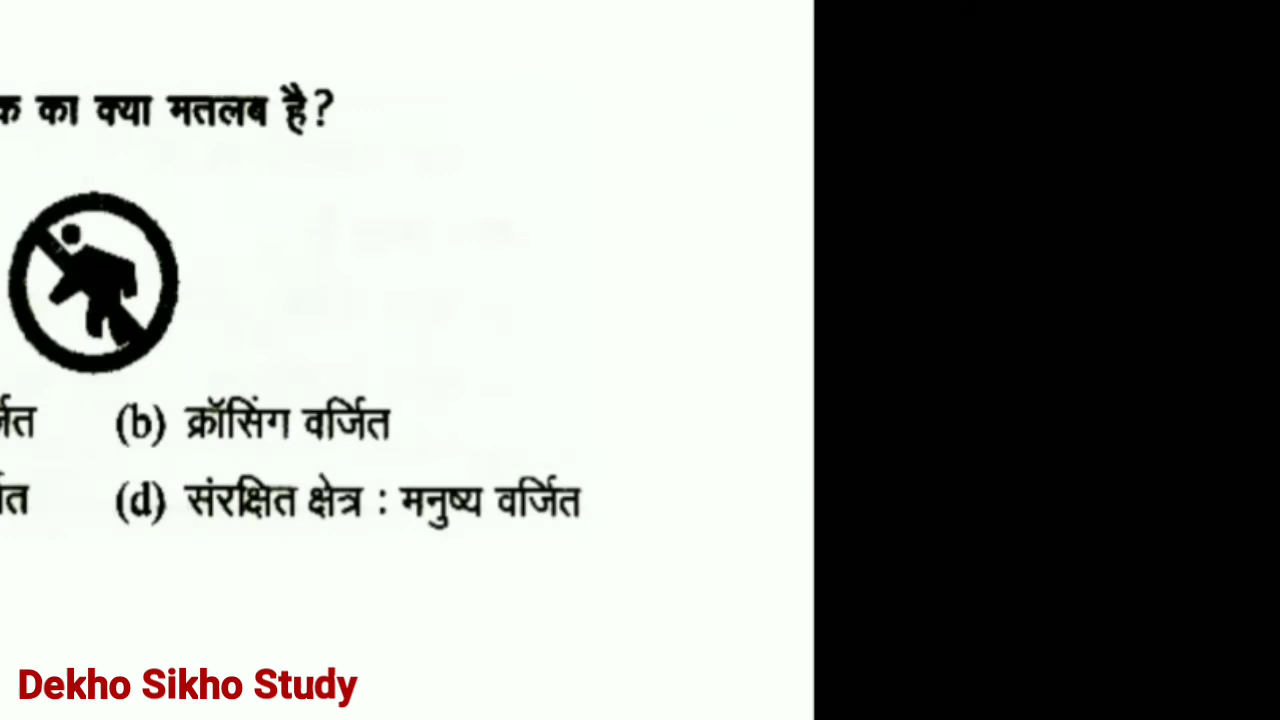 का क्या मतलब है?
(b) क्रॉसिंग वर्जित
(d) संरक्षित क्षेत्र : मनुष्य वर्जित
Dekho Sikho Study